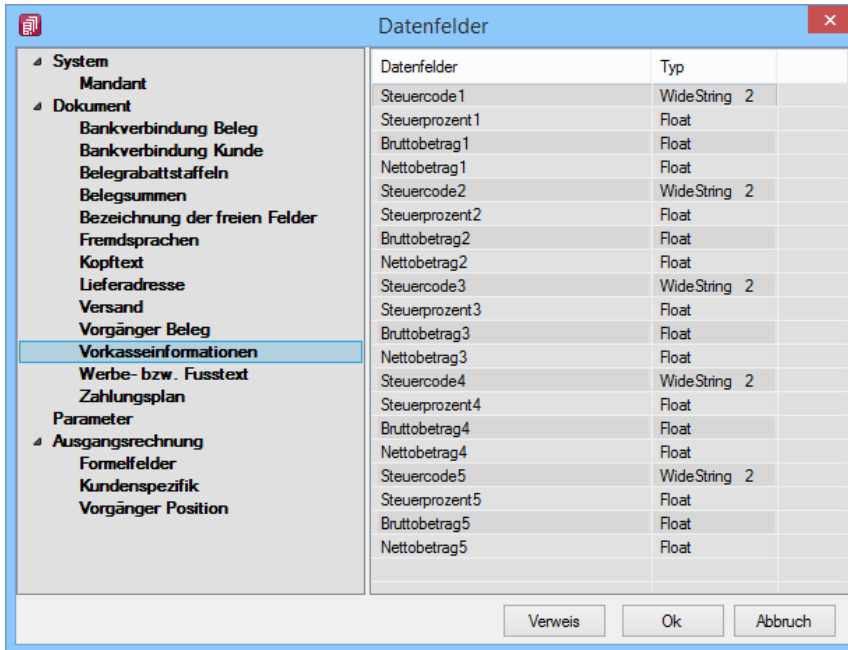 Datenfelder
System
Mandant
Dokument
Bankverbindung Beleg
Bankverbindung Kunde
Belegrabattstaffeln
Belegsummen
Bezeichnung der freien Felder
Fremdsprachen
Kopftext
Lieferadresse
Versand
Vorgänger Beleg
Vorkasseinformationen
Werbe- bzw. Fusstext
Zahlungsplan
Parameter
Ausgangsrechnung
Formelfelder
Kundenspezifik
Vorgänger Position
Datenfelder Typ
Steuercode1 WideString 2
Steuerprozent1 Float
Bruttobetrag1 Float
Nettobetrag1 Float
Steuercode2 WideString 2
Steuerprozent2 Float
Bruttobetrag2 Float
Nettobetrag2 Float
Steuercode3 WideString 2
Steuerprozent3 Float
Bruttobetrag3 Float
Nettobetrag3 Float
Steuercode4 WideString 2
Steuerprozent4 Float
Bruttobetrag4 Float
Nettobetrag4 Float
Steuercode5 WideString 2
Steuerprozent5 Float
Bruttobetrag5 Float
Nettobetrag5 Float
Verweis Ok Abbruch